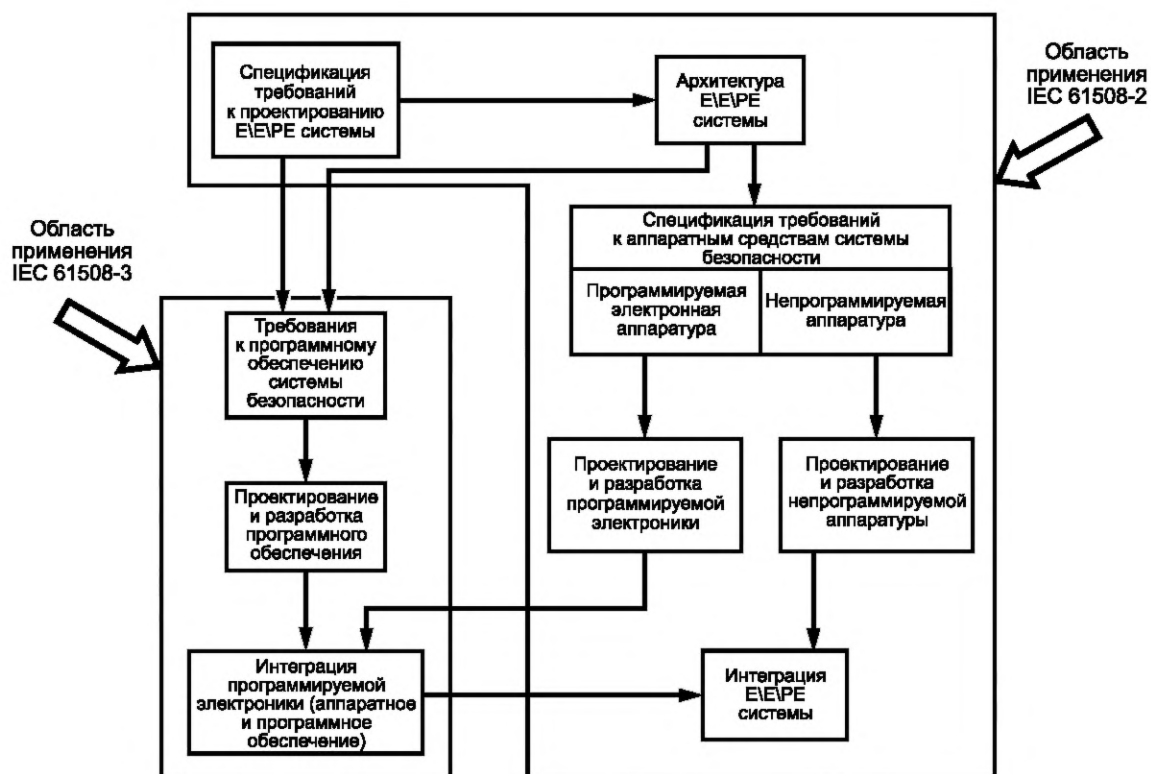 Область
применения
IEC 61508-2
Спецификация
требований
к проектированию
E\E\PE системы
Архитектура
E\E\PE
системы
Область
применения
IEC 61508-3
Спецификация требований
к аппаратным средствам системы
безопасности
Программируемая
электронная
аппаратура
Непрограммируемая
аппаратура
Требования
к программному
обеспечению
системы
безопасности
Проектирование
и разработка
программируемой
электроники
Проектирование
и разработка
непрограммируемой
аппаратуры
Проектирование
и разработка
программного
обеспечения
Интеграция
программируемой
электроники (аппаратное
и программное
обеспечение)
Интеграция
E\E\PE
системы